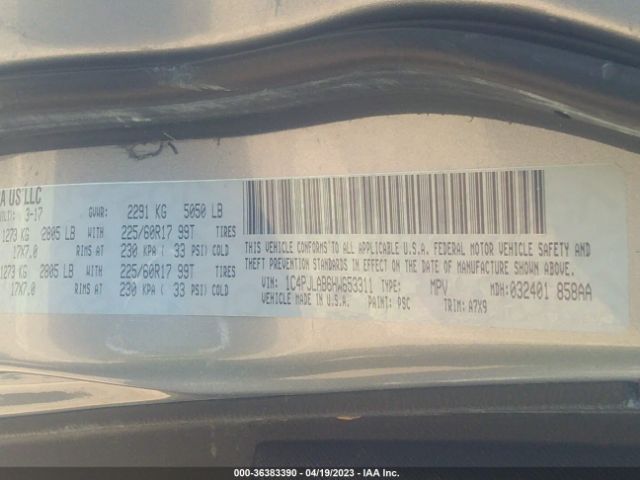 A US LLC
3-17
GVWR: 2291 KG 5050 LB
1273 KG 2805 LB 225/60R17 99T TIRES
17X7.0 RIMS AT 230 KPA ( 33 PSI) COLD
1273 KG 2805 LB 225/60R17 99T TIRES
17X7.0 RIMS AT 230 KPA ( 33 PSI) COLD
THIS VEHICLE CONFORMS TO ALL APPLICABLE U.S.A. FEDERAL MOTOR VEHICLE SAFETY AND
THEFT PREVENTION STANDARDS IN EFFECT ON THE DATE OF MANUFACTURE SHOWN ABOVE.
VIN: 1C4PJLAB6HW653311 TYPE: MPV MDH: 032401 858AA
VEHICLE MADE IN U.S.A. PAINT: PSC TRIM: A7X9
000-36383390 - 04/19/2023 - IAA Inc.